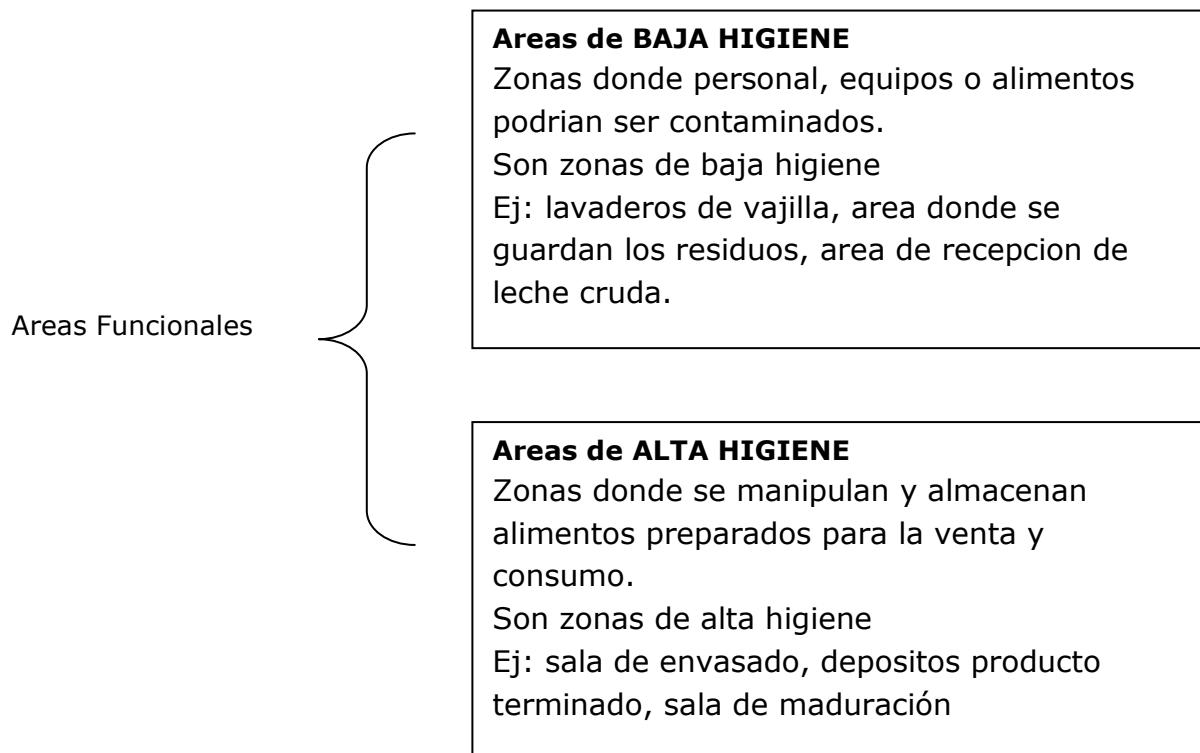 Areas de BAJA HIGIENE
Zonas donde personal, equipos o alimentos
podrian ser contaminados.
Son zonas de baja higiene
Ej: lavaderos de vajilla, area donde se
guardan los residuos, area de recepcion de
leche cruda.
Areas Funcionales
Areas de ALTA HIGIENE
Zonas donde se manipulan y almacenan
alimentos preparados para la venta y
consumo.
Son zonas de alta higiene
Ej: sala de envasado, depositos producto
terminado, sala de maduración